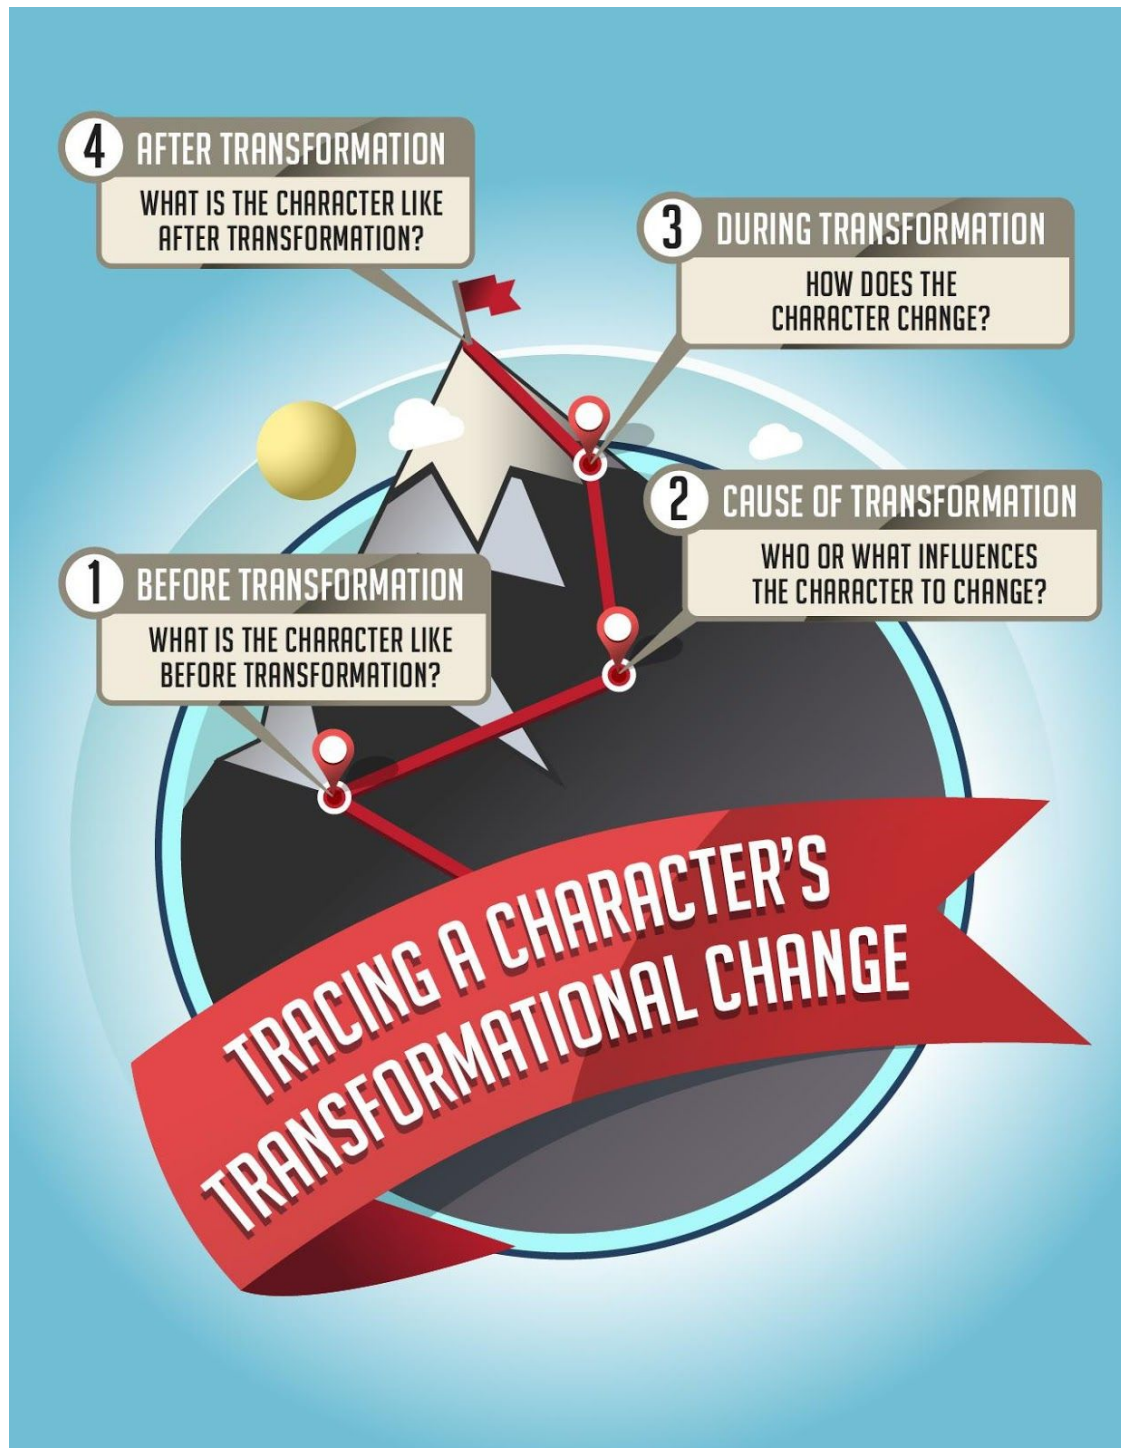 4
AFTER TRANSFORMATION
WHAT IS THE CHARACTER LIKE
AFTER TRANSFORMATION?
3
DURING TRANSFORMATION
HOW DOES THE
CHARACTER CHANGE?
2
CAUSE OF TRANSFORMATION
WHO OR WHAT INFLUENCES
THE CHARACTER TO CHANGE?
1
BEFORE TRANSFORMATION
WHAT IS THE CHARACTER LIKE
BEFORE TRANSFORMATION?
TRACING A CHARACTER'S
TRANSFORMATIONAL CHANGE